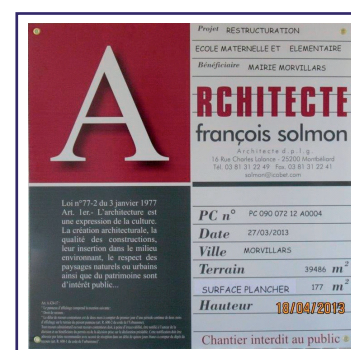 Projet RESTRUCTURATION
ECOLE MATERNELLE ET ELEMENTAIRE
Bénéficiaire MAIRIE MORVILLARS
ARCHITECTE
françois solmon
Architecte d.p.l.g.
16 Rue Charles Lalance - 25200 Montbéliard
Tél. 03 81 31 22 49 Fax. 03 81 31 22 41
solmon@icober.com
Loi n°77-2 du 3 janvier 1977
Art. 1er.- L'architecture est
une expression de la culture.
La création architecturale, la
qualité des constructions,
leur insertion dans le milieu
environnant, le respect des
paysages naturels ou urbains
ainsi que du patrimoine sont
d'intérêt public...
PC n° PC 090 072 12 A0004
Date 27/03/2013
Ville MORVILLARS
Terrain 39486 m²
SURFACE PLANCHER 177 m²
Hauteur
18/04/2013
Chantier interdit au public